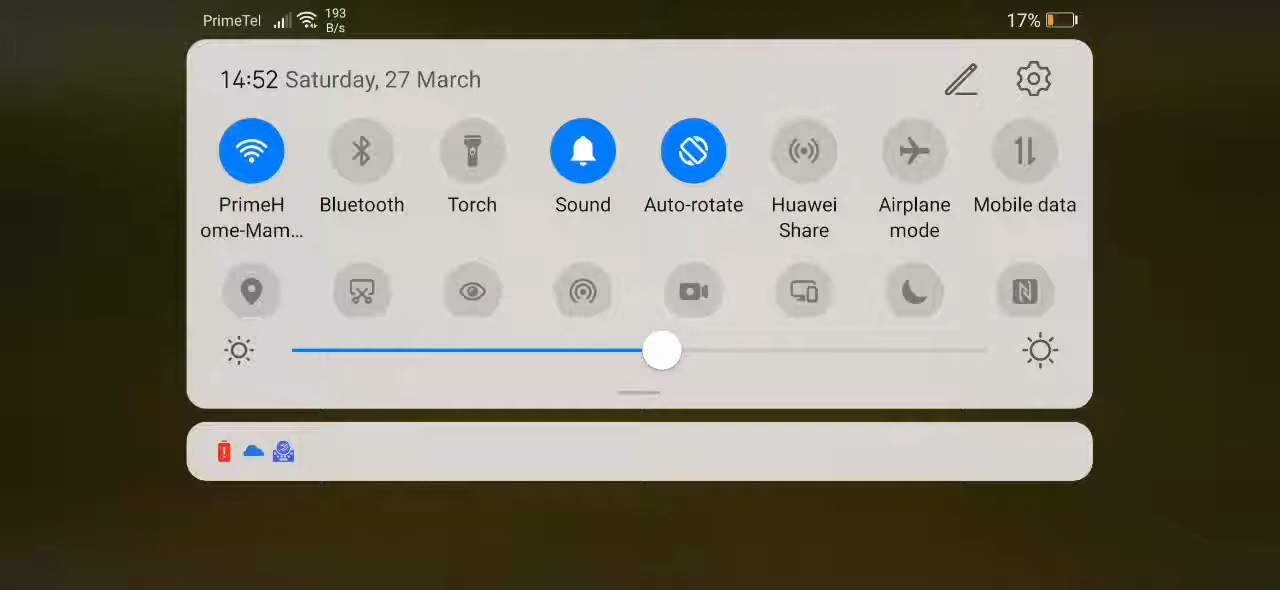 PrimeTel
193
B/s
17%
14:52 Saturday, 27 March
PrimeH
ome-Mam...
Bluetooth
Torch
Sound
Auto-rotate
Huawei
Share
Airplane
mode
Mobile data